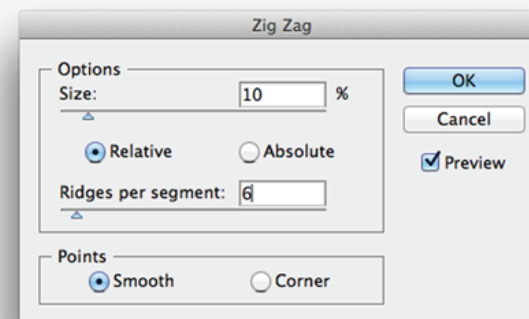 Zig Zag
Options
Size: 10 %
Relative Absolute
Ridges per segment: 6
Points
Smooth Corner
OK
Cancel
Preview